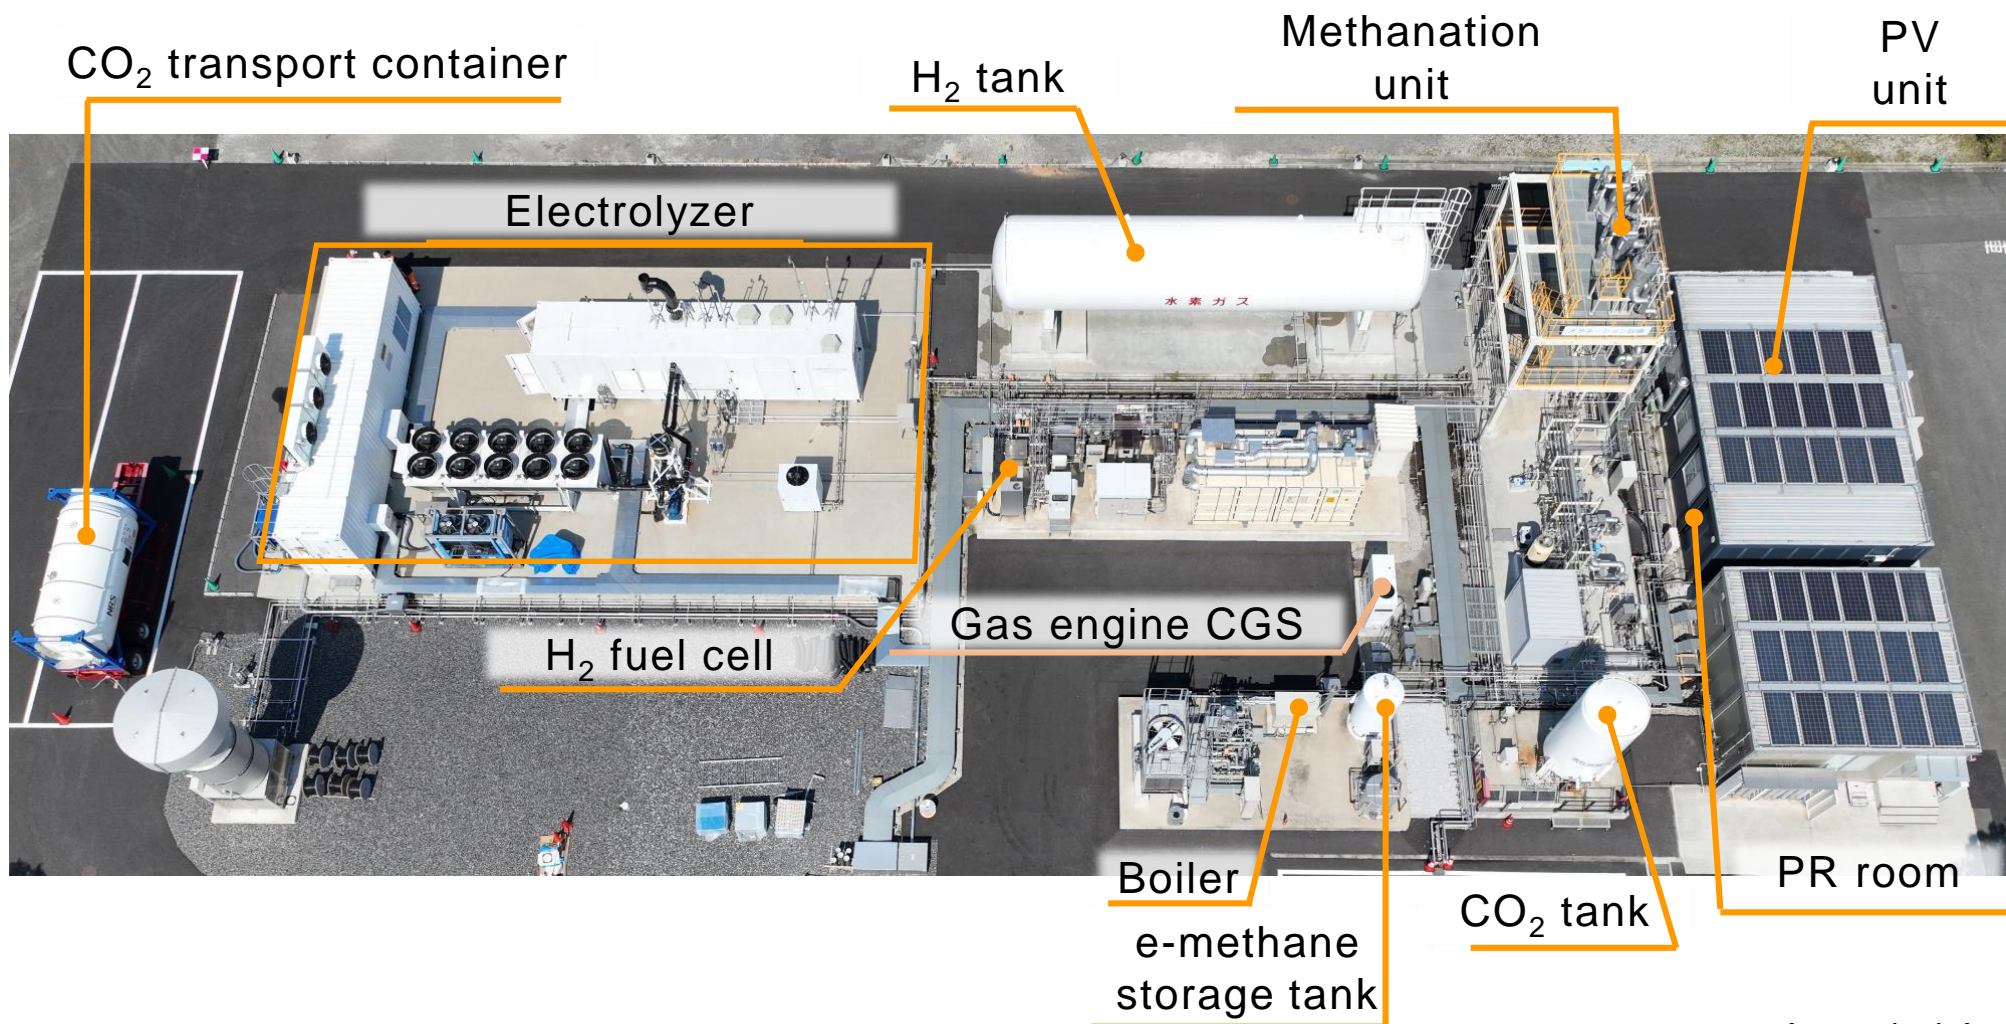 CO₂ transport container
H₂ tank
Methanation
unit
PV
unit
Electrolyzer
水素ガス
Gas engine CGS
H₂ fuel cell
Boiler
e-methane
storage tank
CO₂ tank
PR room